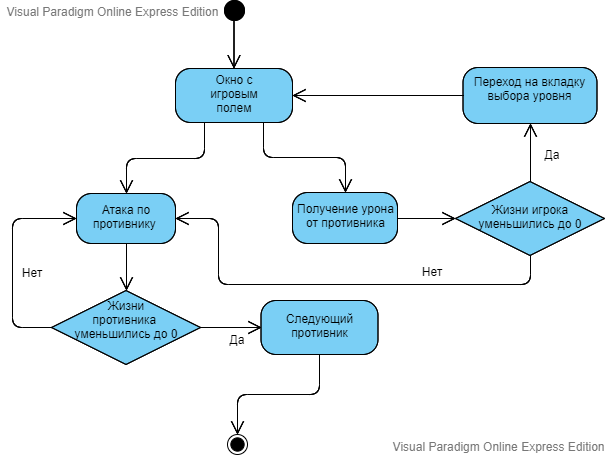 Visual Paradigm Online Express Edition
Окно с
игровым
полем
Переход на вкладку
выбора уровня
Да
Атака по
противнику
Получение урона
от противника
Жизни игрока
уменьшились до 0
Нет
Нет
Жизни
противника
уменьшились до 0
Да
Следующий
противник
Visual Paradigm Online Express Edition